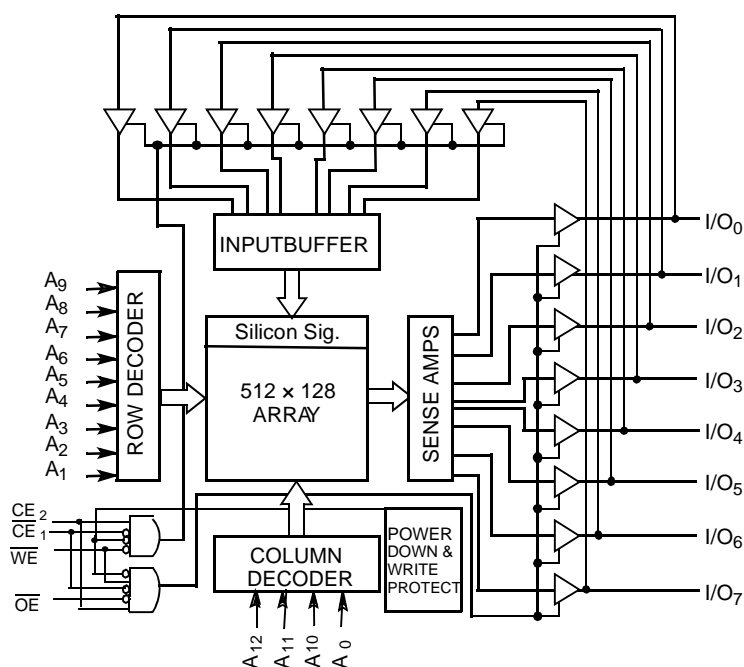 INPUTBUFFER
I/O0
I/O1
I/O2
I/O3
I/O4
I/O5
I/O6
I/O7
A9
A8
A7
A6
A5
A4
A3
A2
A1
ROW DECODER
Silicon Sig.
512 × 128
ARRAY
SENSE AMPS
CE2
CE1
WE
OE
COLUMN
DECODER
POWER
DOWN &
WRITE
PROTECT
A12
A11
A10
A0